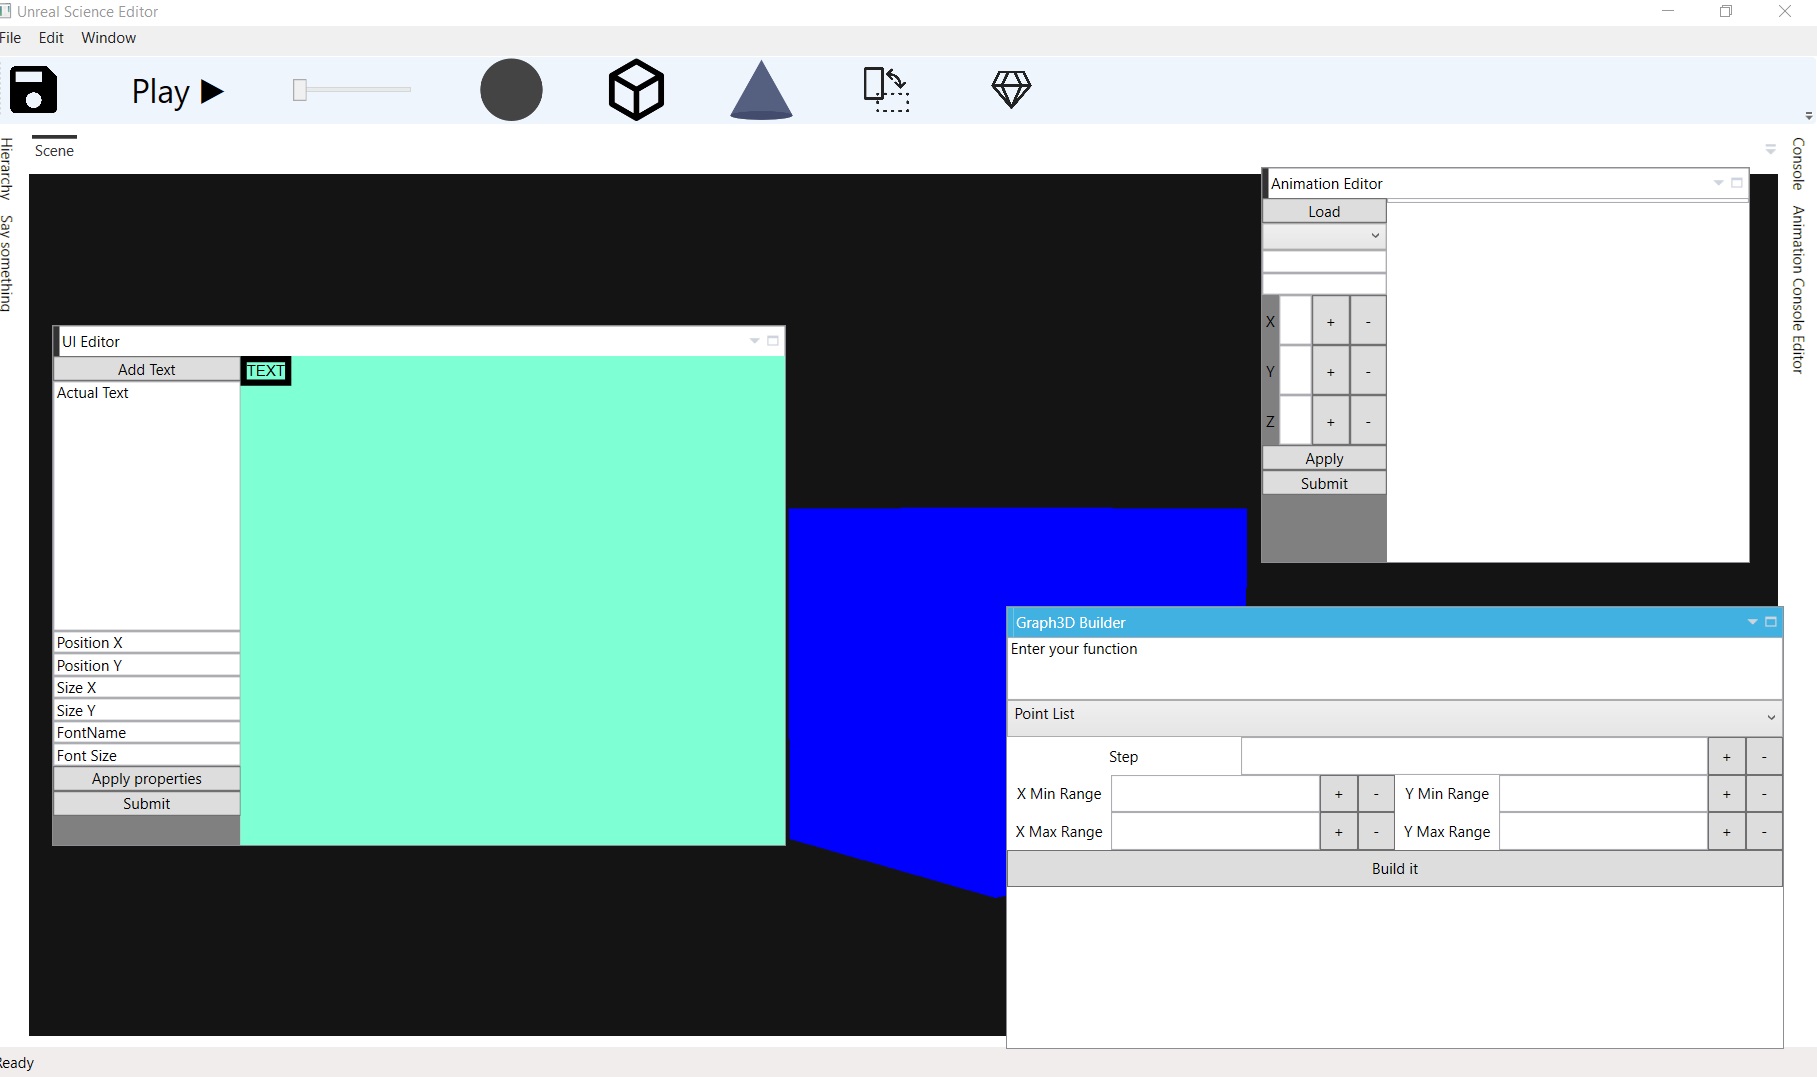 Unreal Science Editor
File Edit Window
Play
Scene
Hierarchy
Say something
Console
Animation Console Editor
Animation Editor
Load
X + -
Y + -
Z + -
Apply
Submit
UI Editor
Add Text
TEXT
Actual Text
Position X
Position Y
Size X
Size Y
FontName
Font Size
Apply properties
Submit
Graph3D Builder
Enter your function
Point List
Step + -
X Min Range + - Y Min Range + -
X Max Range + - Y Max Range + -
Build it
Ready